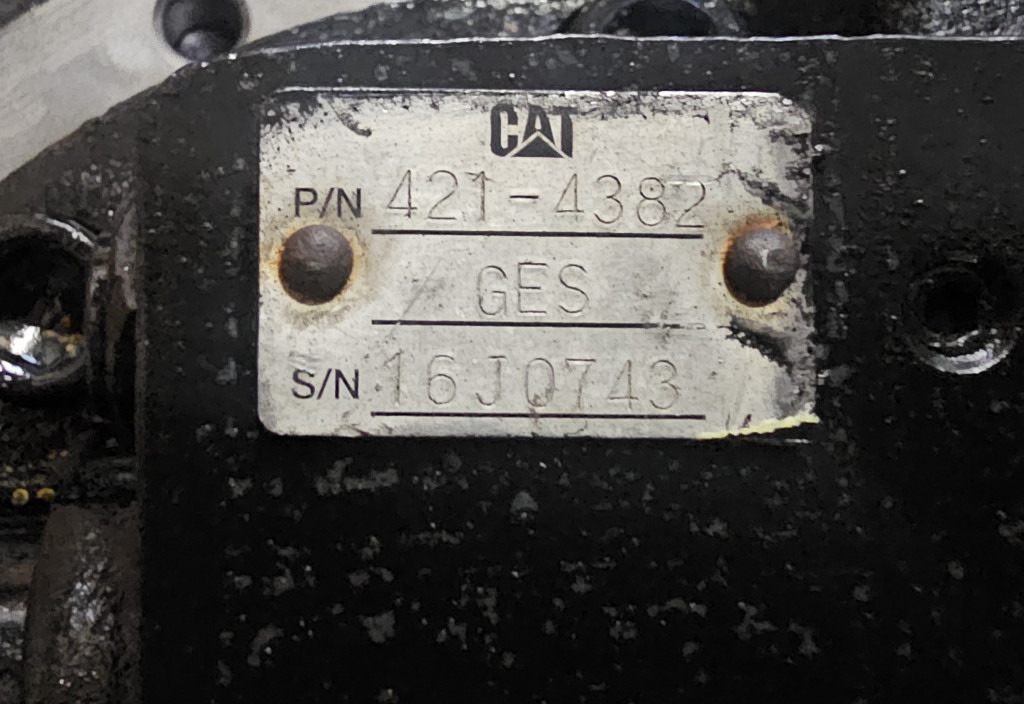 CAT
P/N 421-4382
GES
S/N 16J0743